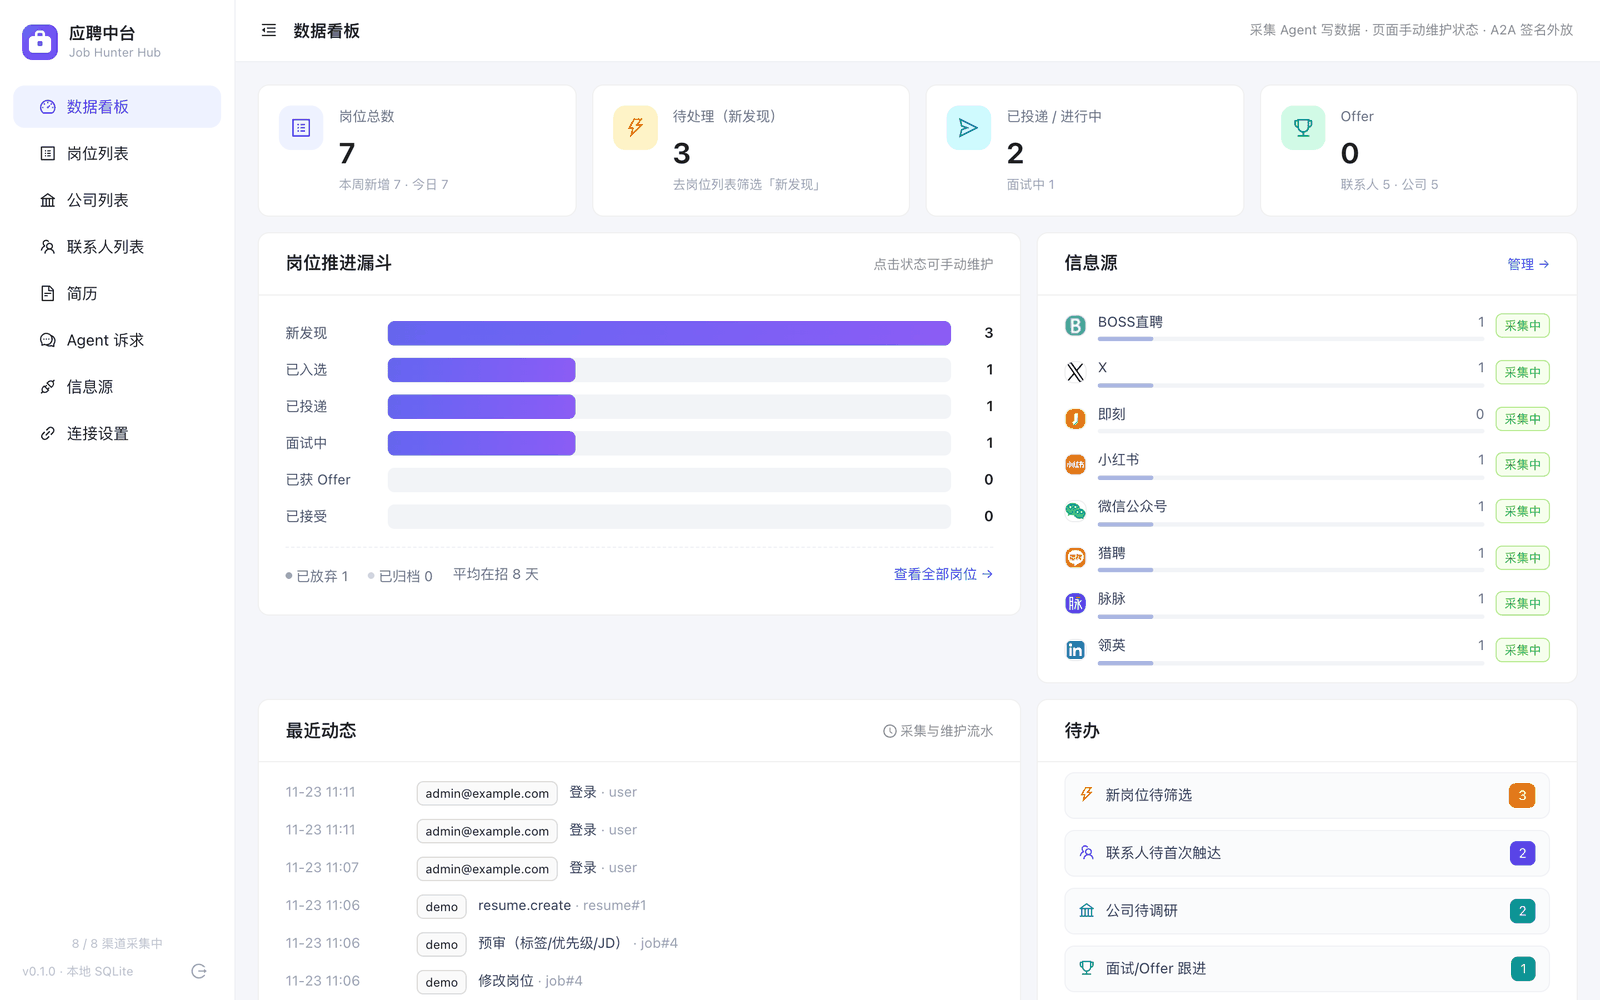 应聘中台
Job Hunter Hub
数据看板
岗位列表
公司列表
联系人列表
简历
Agent 诉求
信息源
连接设置
8 / 8 渠道采集中
v0.1.0 · 本地 SQLite
数据看板
采集 Agent 写数据 · 页面手动维护状态 · A2A 签名外放
岗位总数
7
本周新增 7 · 今日 7
待处理（新发现）
3
去岗位列表筛选「新发现」
已投递 / 进行中
2
面试中 1
Offer
0
联系人 5 · 公司 5
岗位推进漏斗
点击状态可手动维护
新发现 3
已入选 1
已投递 1
面试中 1
已获 Offer 0
已接受 0
已放弃 1 已归档 0 平均在招 8 天
查看全部岗位 →
信息源
管理 →
BOSS直聘 1 采集中
X 1 采集中
即刻 0 采集中
小红书 小红书 1 采集中
微信公众号 1 采集中
猎聘 1 采集中
脉 脉脉 1 采集中
in 领英 1 采集中
最近动态
采集与维护流水
11-23 11:11 admin@example.com 登录 · user
11-23 11:11 admin@example.com 登录 · user
11-23 11:07 admin@example.com 登录 · user
11-23 11:06 demo resume.create · resume#1
11-23 11:06 demo 预审（标签/优先级/JD） · job#4
11-23 11:06 demo 修改岗位 · job#4
待办
新岗位待筛选 3
联系人待首次触达 2
公司待调研 2
面试/Offer 跟进 1